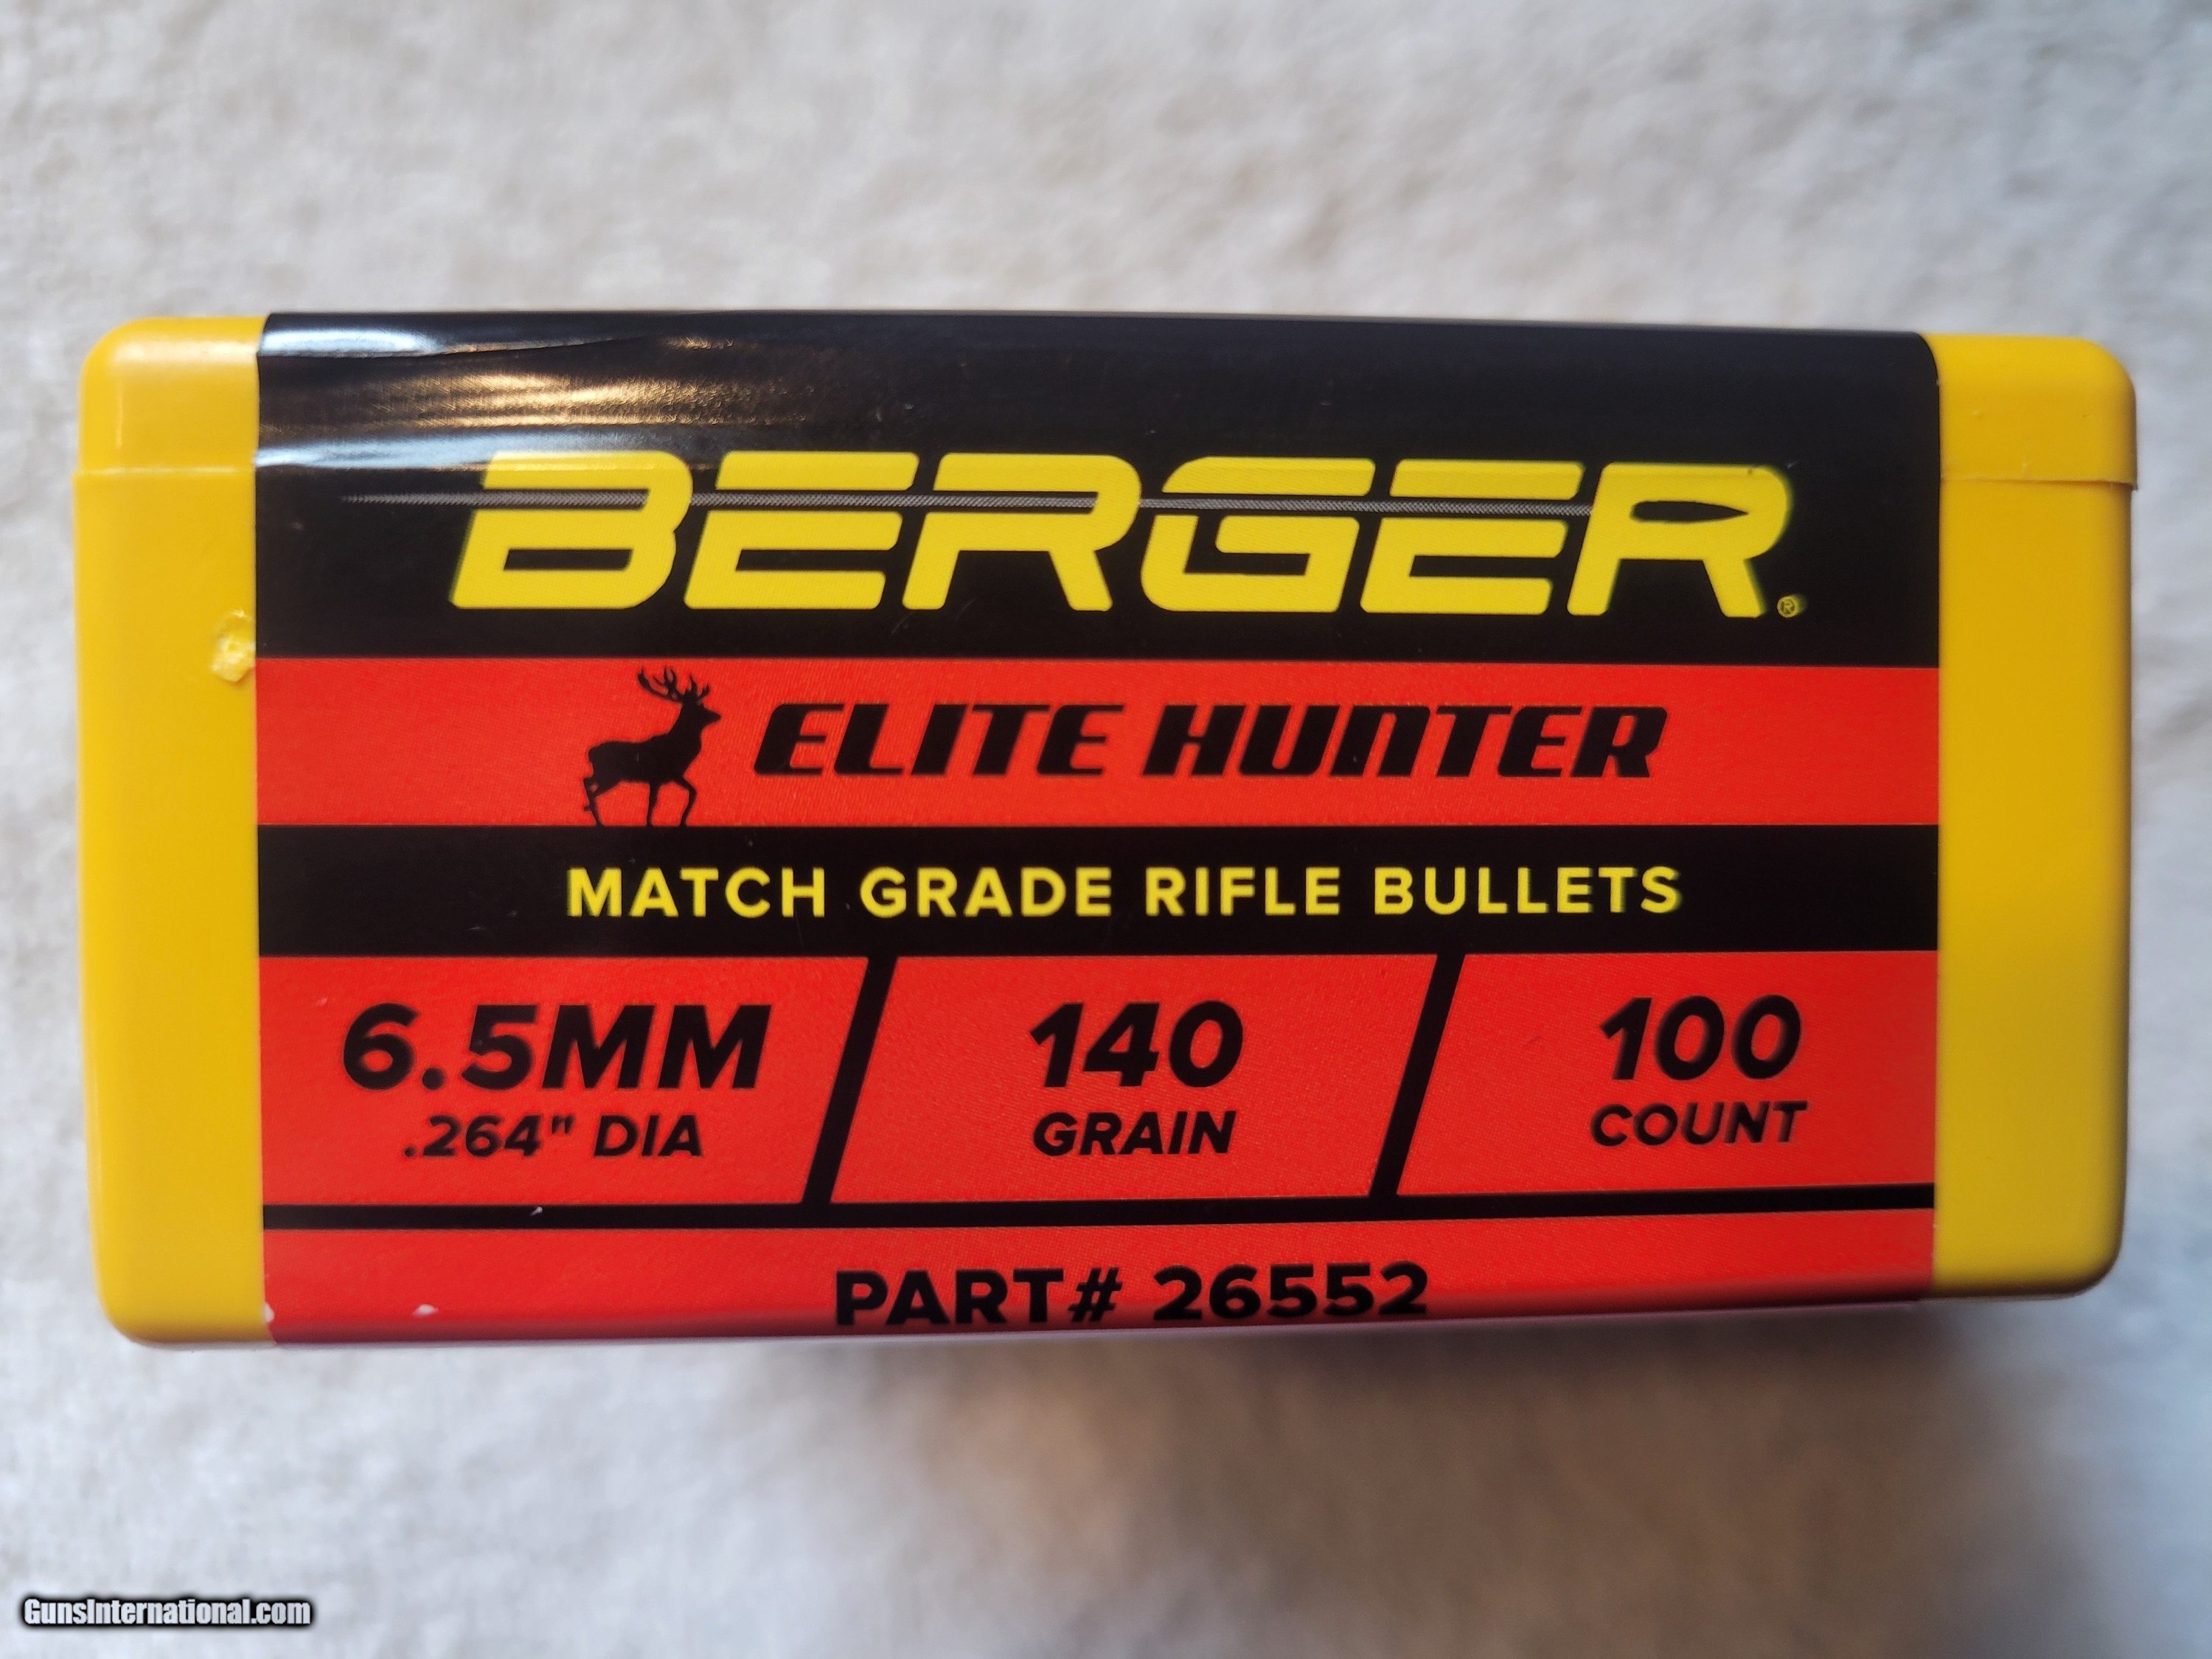 BERGER®
ELITE HUNTER
MATCH GRADE RIFLE BULLETS
6.5MM 140 100
.264" DIA GRAIN COUNT
PART# 26552
GunsInternational.com